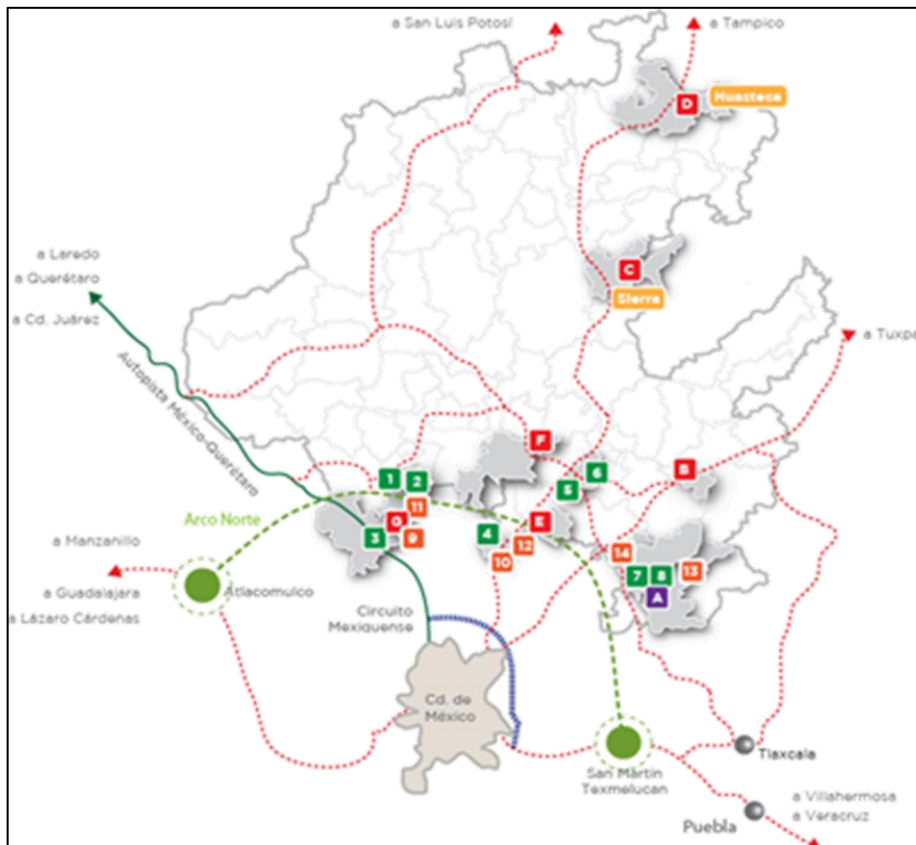 a San Luis Potosí
a Tampico
D
Huasteca
C
Sierra
a Laredo
a Querétaro
a Cd. Juárez
Autopista México-Querétaro
a Tuxpa
F
B
1
2
6
5
11
Arco Norte
G
3
9
4
E
12
10
14
7
8
13
A
a Manzanillo
a Guadalajara
a Lázaro Cárdenas
Atlacomulco
Circuito
Mexiquense
Cd. de
México
San Martín
Texmelucan
Tlaxcala
Puebla
a Villahermosa
a Veracruz